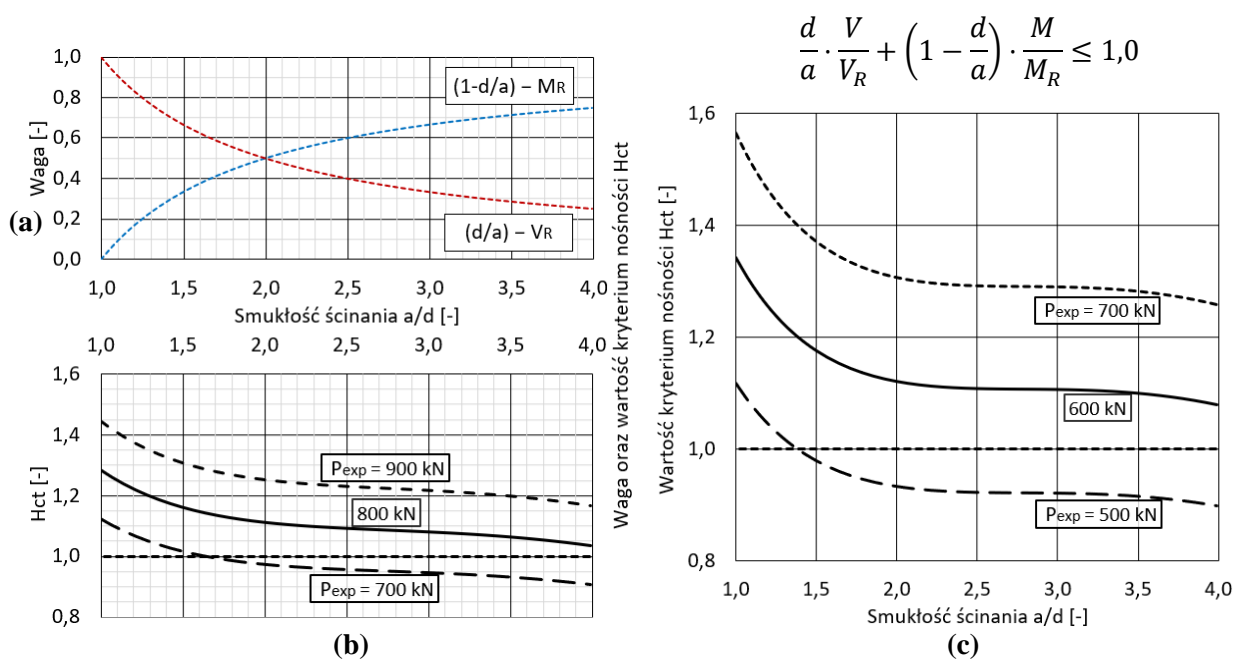 d/a · V/V_R + (1 − d/a) · M/M_R ≤ 1,0
(a)
Waga [-]
1,0
0,8
0,6
0,4
0,2
0,0
(1-d/a) – MR
(d/a) – VR
1,0 1,5 2,0 2,5 3,0 3,5 4,0
Smukłość ścinania a/d [-]
1,0 1,5 2,0 2,5 3,0 3,5 4,0
Hct [-]
1,6
1,4
1,2
1,0
0,8
Pexp = 900 kN
800 kN
Pexp = 700 kN
(b)
Waga oraz wartość kryterium nośności Hct
Wartość kryterium nośności Hct [-]
1,6
1,4
1,2
1,0
0,8
Pexp = 700 kN
600 kN
Pexp = 500 kN
1,0 1,5 2,0 2,5 3,0 3,5 4,0
Smukłość ścinania a/d [-]
(c)